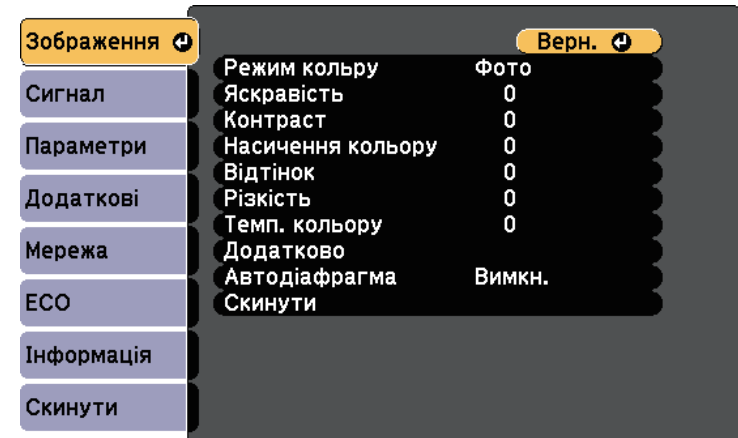 Зображення
Сигнал
Параметри
Додаткові
Мережа
ECO
Інформація
Скинути
Верн.
Режим кольру Фото
Яскравість 0
Контраст 0
Насичення кольору 0
Відтінок 0
Різкість 0
Темп. кольору 0
Додатково
Автодіафрагма Вимкн.
Скинути